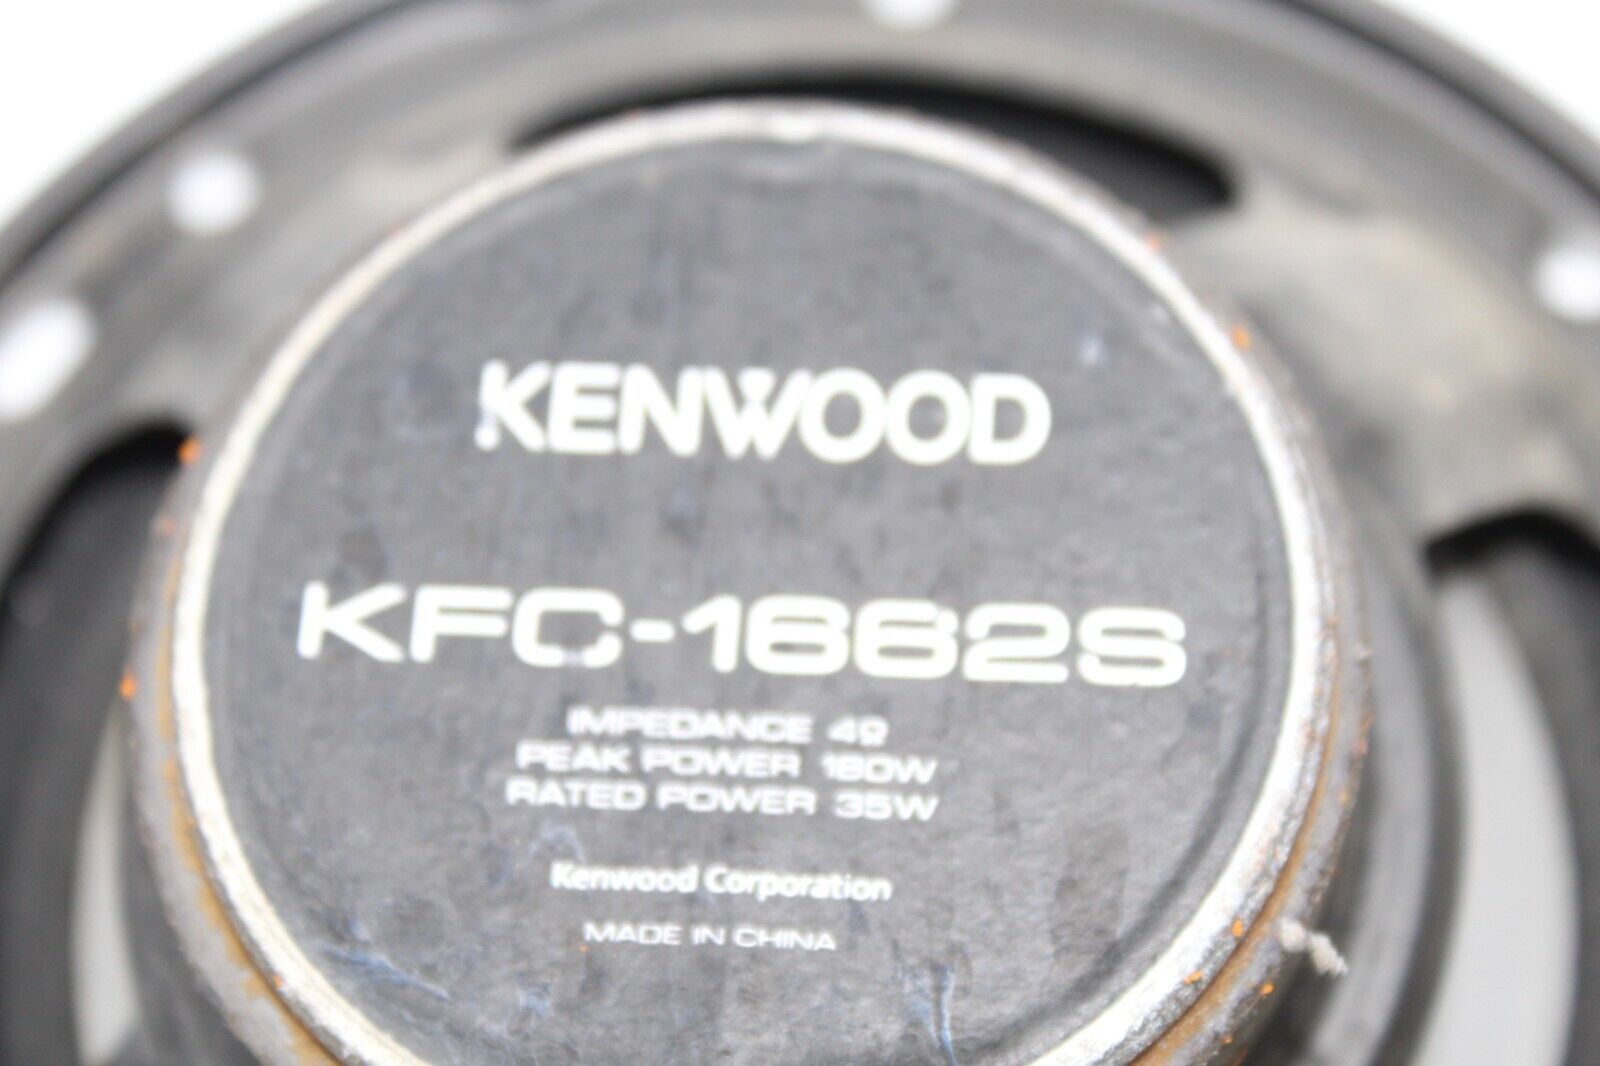 KENWOOD
KFC-1662S
IMPEDANCE 4Ω
PEAK POWER 180W
RATED POWER 35W
Kenwood Corporation
MADE IN CHINA